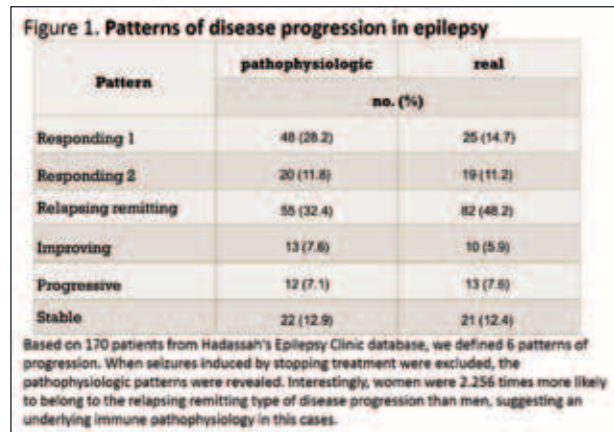 Figure 1. Patterns of disease progression in epilepsy
Pattern pathophysiologic real
no. (%)
Responding 1 48 (28.2) 25 (14.7)
Responding 2 20 (11.8) 19 (11.2)
Relapsing remitting 55 (32.4) 82 (48.2)
Improving 13 (7.6) 10 (5.9)
Progressive 12 (7.1) 13 (7.6)
Stable 22 (12.9) 21 (12.4)
Based on 170 patients from Hadassah's Epilepsy Clinic database, we defined 6 patterns of
progression. When seizures induced by stopping treatment were excluded, the
pathophysiologic patterns were revealed. Interestingly, women were 2.256 times more likely
to belong to the relapsing remitting type of disease progression than men, suggesting an
underlying immune pathophysiology in this cases.